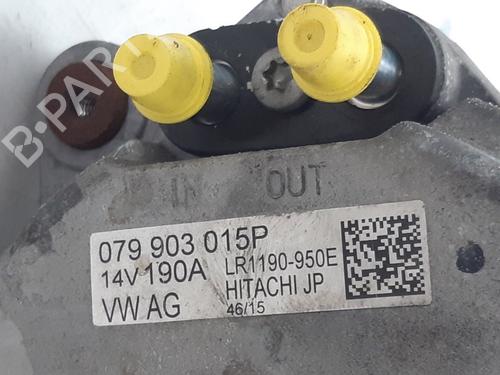 B-PARTS
IN OUT
079 903 015P
14V 190A LR1190-950E
VW AG HITACHI JP
46/15